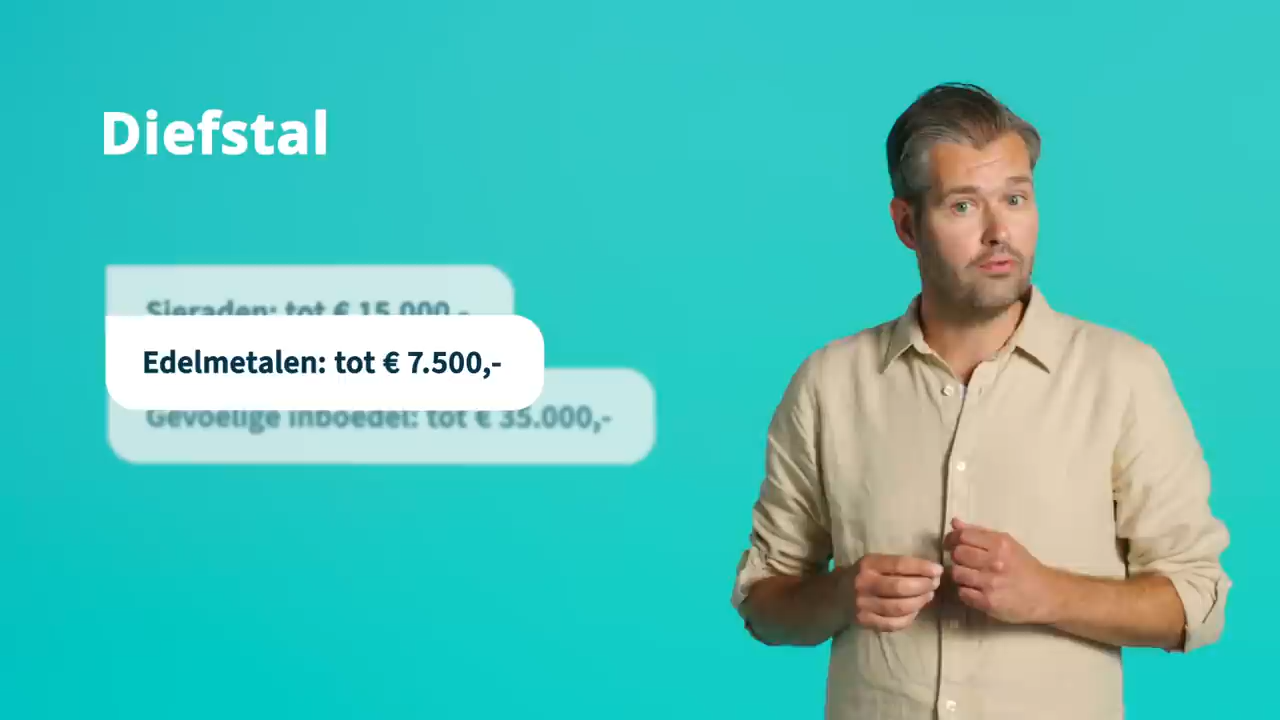 Diefstal
Sieraden: tot € 15.000,-
Edelmetalen: tot € 7.500,-
Gevoelige inboedel: tot € 35.000,-